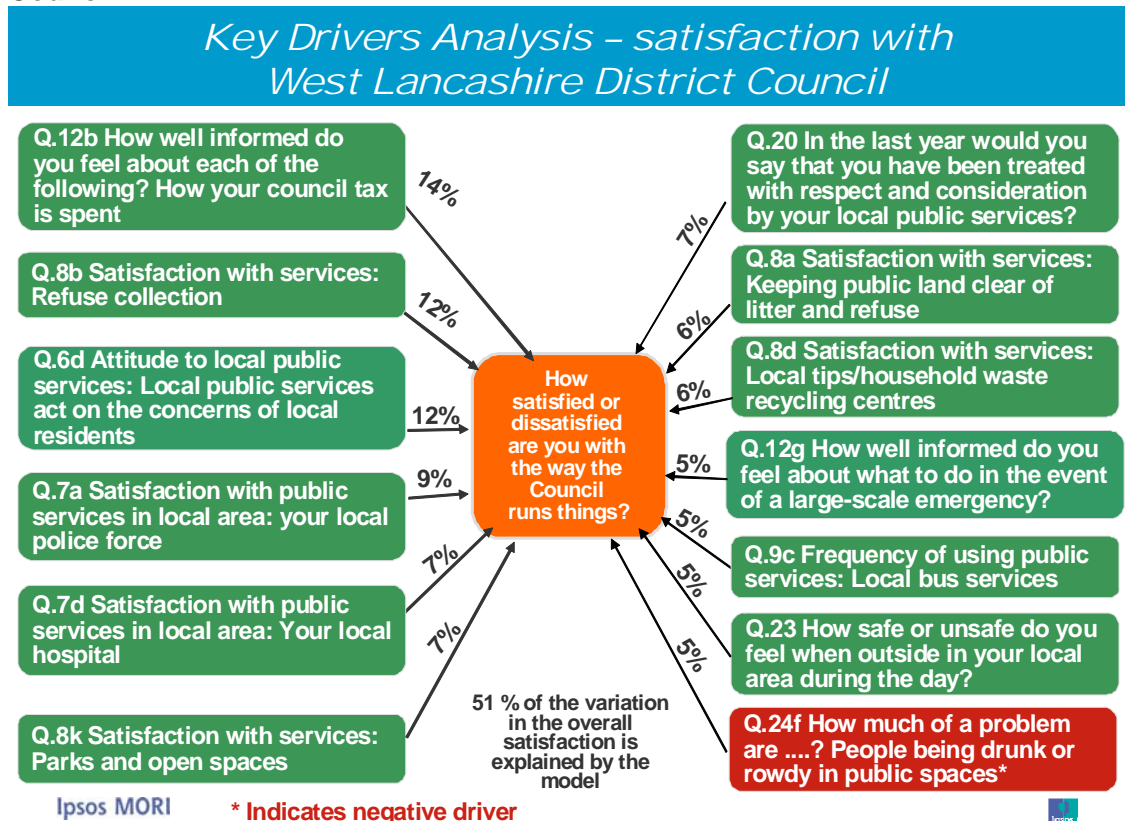 Key Drivers Analysis – satisfaction with
West Lancashire District Council
Q.12b How well informed do
you feel about each of the
following? How your council tax
is spent
14%
Q.8b Satisfaction with services:
Refuse collection
12%
Q.6d Attitude to local public
services: Local public services
act on the concerns of local
residents
12%
Q.7a Satisfaction with public
services in local area: your local
police force
9%
Q.7d Satisfaction with public
services in local area: Your local
hospital
7%
Q.8k Satisfaction with services:
Parks and open spaces
7%
How
satisfied or
dissatisfied
are you with
the way the
Council
runs things?
Q.20 In the last year would you
say that you have been treated
with respect and consideration
by your local public services?
7%
Q.8a Satisfaction with services:
Keeping public land clear of
litter and refuse
6%
Q.8d Satisfaction with services:
Local tips/household waste
recycling centres
6%
Q.12g How well informed do you
feel about what to do in the event
of a large-scale emergency?
5%
Q.9c Frequency of using public
services: Local bus services
5%
Q.23 How safe or unsafe do you
feel when outside in your local
area during the day?
5%
Q.24f How much of a problem
are ....? People being drunk or
rowdy in public spaces*
5%
51 % of the variation
in the overall
satisfaction is
explained by the
model
Ipsos MORI
* Indicates negative driver
Ipsos